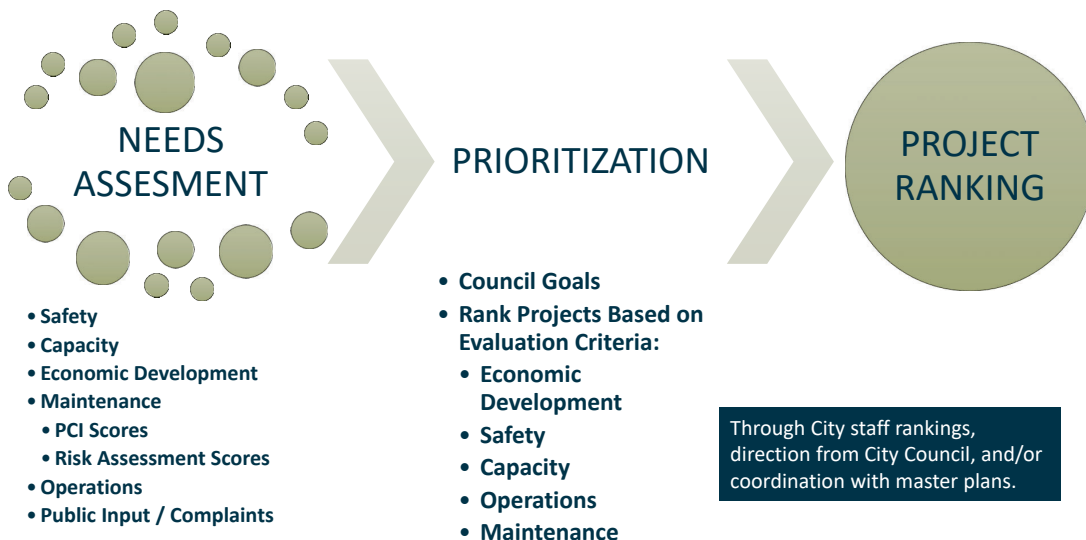 NEEDS
ASSESMENT
• Safety
• Capacity
• Economic Development
• Maintenance
• PCI Scores
• Risk Assessment Scores
• Operations
• Public Input / Complaints
PRIORITIZATION
• Council Goals
• Rank Projects Based on
Evaluation Criteria:
• Economic
Development
• Safety
• Capacity
• Operations
• Maintenance
PROJECT
RANKING
Through City staff rankings,
direction from City Council, and/or
coordination with master plans.